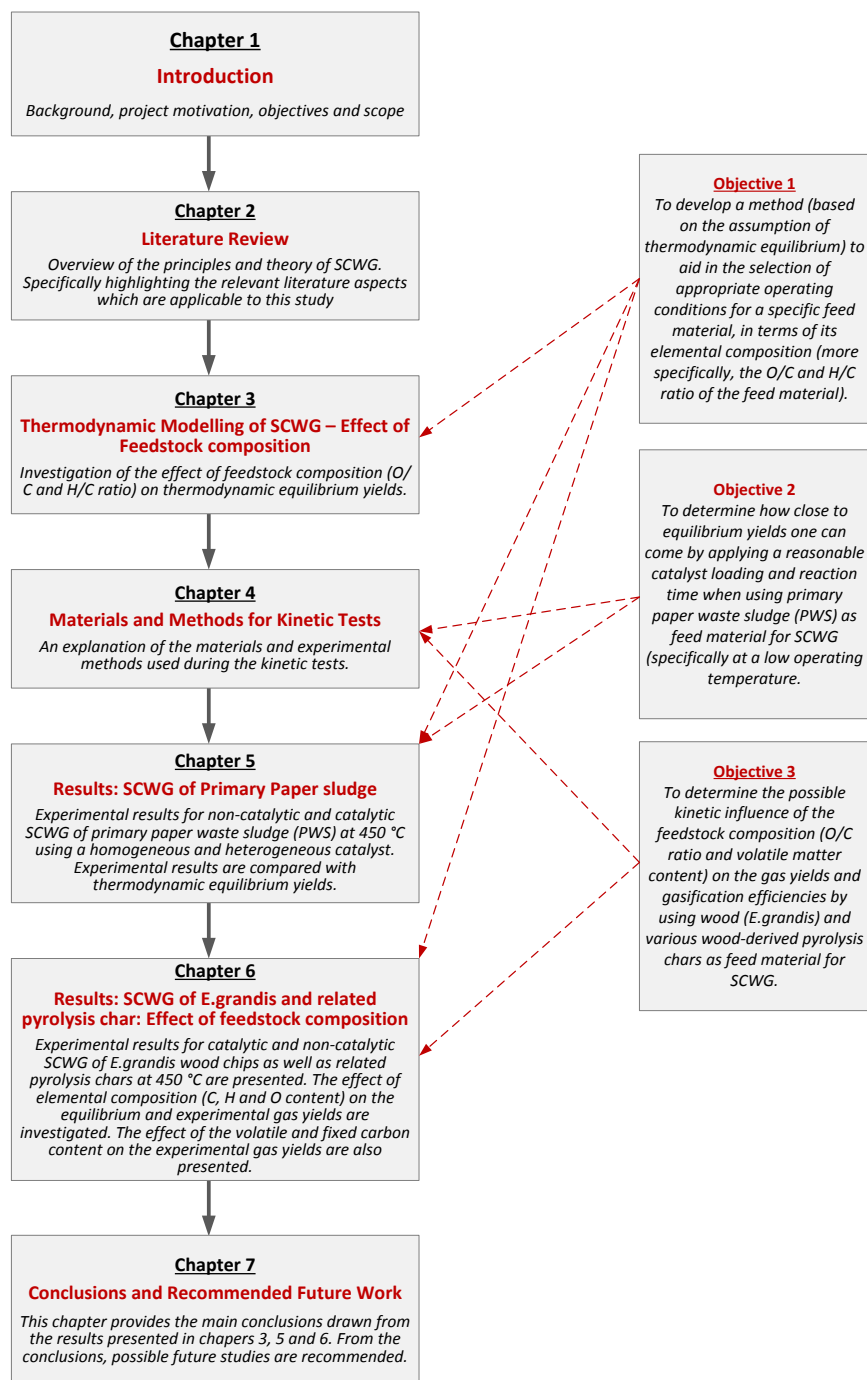 Chapter 1
Introduction
Background, project motivation, objectives and scope
Chapter 2
Literature Review
Overview of the principles and theory of SCWG.
Specifically highlighting the relevant literature aspects
which are applicable to this study
Chapter 3
Thermodynamic Modelling of SCWG – Effect of
Feedstock composition
Investigation of the effect of feedstock composition (O/
C and H/C ratio) on thermodynamic equilibrium yields.
Chapter 4
Materials and Methods for Kinetic Tests
An explanation of the materials and experimental
methods used during the kinetic tests.
Chapter 5
Results: SCWG of Primary Paper sludge
Experimental results for non-catalytic and catalytic
SCWG of primary paper waste sludge (PWS) at 450 °C
using a homogeneous and heterogeneous catalyst.
Experimental results are compared with
thermodynamic equilibrium yields.
Chapter 6
Results: SCWG of E.grandis and related
pyrolysis char: Effect of feedstock composition
Experimental results for catalytic and non-catalytic
SCWG of E.grandis wood chips as well as related
pyrolysis chars at 450 °C are presented. The effect of
elemental composition (C, H and O content) on the
equilibrium and experimental gas yields are
investigated. The effect of the volatile and fixed carbon
content on the experimental gas yields are also
presented.
Chapter 7
Conclusions and Recommended Future Work
This chapter provides the main conclusions drawn from
the results presented in chapers 3, 5 and 6. From the
conclusions, possible future studies are recommended.
Objective 1
To develop a method (based
on the assumption of
thermodynamic equilibrium) to
aid in the selection of
appropriate operating
conditions for a specific feed
material, in terms of its
elemental composition (more
specifically, the O/C and H/C
ratio of the feed material).
Objective 2
To determine how close to
equilibrium yields one can
come by applying a reasonable
catalyst loading and reaction
time when using primary
paper waste sludge (PWS) as
feed material for SCWG
(specifically at a low operating
temperature.
Objective 3
To determine the possible
kinetic influence of the
feedstock composition (O/C
ratio and volatile matter
content) on the gas yields and
gasification efficiencies by
using wood (E.grandis) and
various wood-derived pyrolysis
chars as feed material for
SCWG.